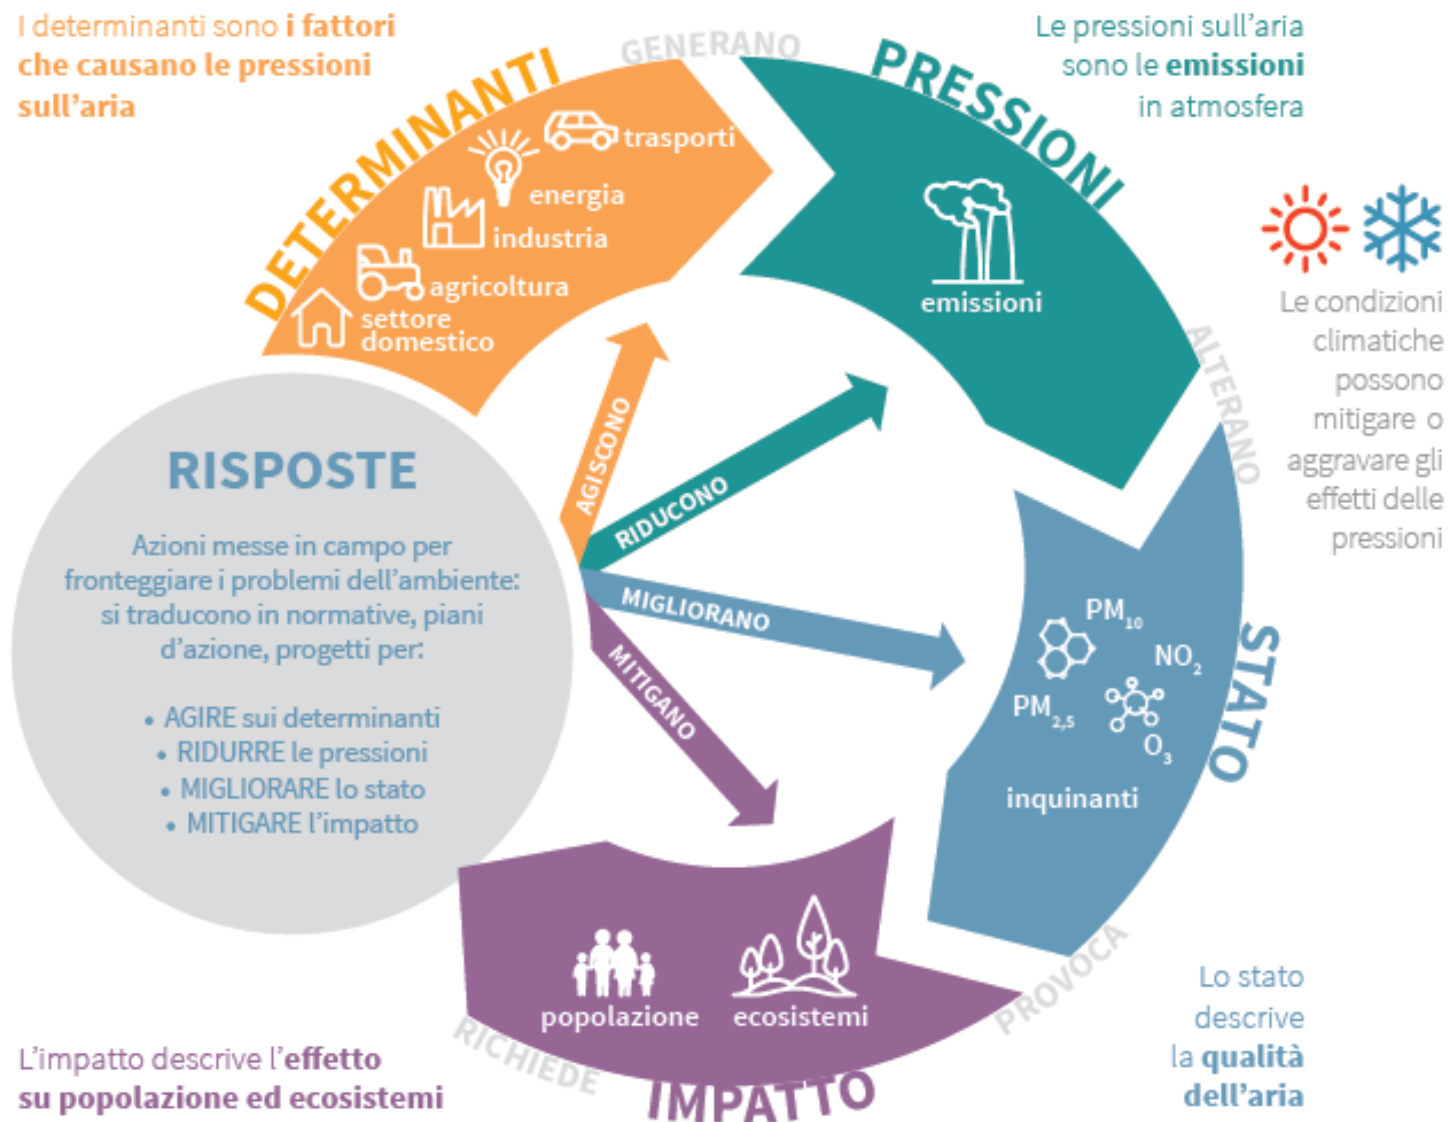 I determinanti sono i fattori
che causano le pressioni
sull'aria
DETERMINANTI
GENERANO
trasporti
energia
industria
agricoltura
settore
domestico
Le pressioni sull'aria
sono le emissioni
in atmosfera
PRESSIONI
emissioni
ALTERANO
Le condizioni
climatiche
possono
mitigare o
aggravare gli
effetti delle
pressioni
RISPOSTE
Azioni messe in campo per
fronteggiare i problemi dell'ambiente:
si traducono in normative, piani
d'azione, progetti per:
• AGIRE sui determinanti
• RIDURRE le pressioni
• MIGLIORARE lo stato
• MITIGARE l'impatto
AGISCONO
RIDUCONO
MIGLIORANO
MITIGANO
STATO
PM10
NO2
PM2,5
O3
inquinanti
PROVOCA
Lo stato
descrive
la qualità
dell'aria
popolazione
ecosistemi
IMPATTO
RICHIEDE
L'impatto descrive l'effetto
su popolazione ed ecosistemi